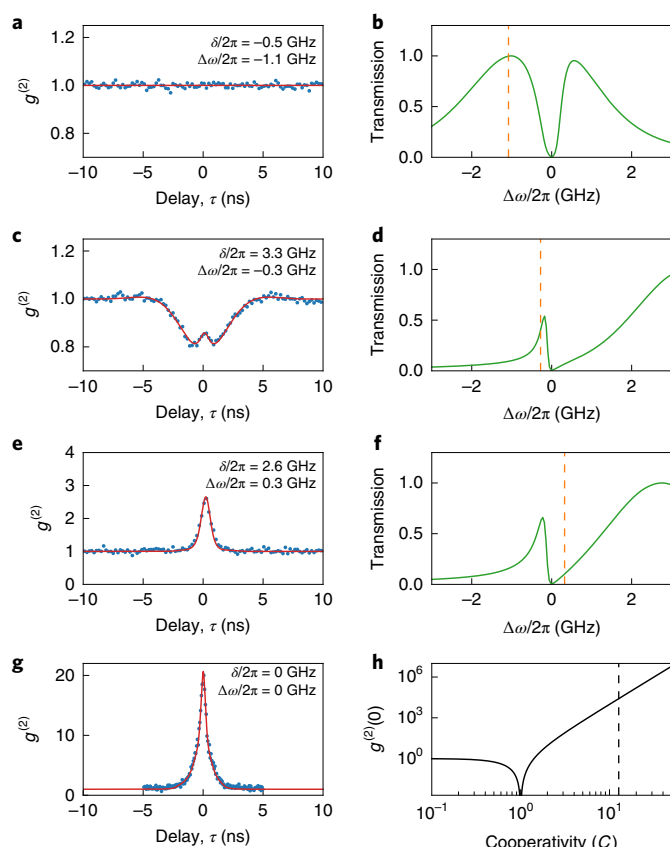 a
1.2
1.0
0.8
g(2)
δ/2π = −0.5 GHz
Δω/2π = −1.1 GHz
−10 −5 0 5 10
Delay, τ (ns)
b
1.0
0.5
0.0
Transmission
−2 0 2
Δω/2π (GHz)
c
1.2
1.0
0.8
g(2)
δ/2π = 3.3 GHz
Δω/2π = −0.3 GHz
−10 −5 0 5 10
Delay, τ (ns)
d
1.0
0.5
0.0
Transmission
−2 0 2
Δω/2π (GHz)
e
4
3
2
1
0
g(2)
δ/2π = 2.6 GHz
Δω/2π = 0.3 GHz
−10 −5 0 5 10
Delay, τ (ns)
f
1.0
0.5
0.0
Transmission
−2 0 2
Δω/2π (GHz)
g
20
10
0
g(2)
δ/2π = 0 GHz
Δω/2π = 0 GHz
−10 −5 0 5 10
Delay, τ (ns)
h
10^6
10^3
10^0
g(2)(0)
10^−1 10^0 10^1
Cooperativity (C)